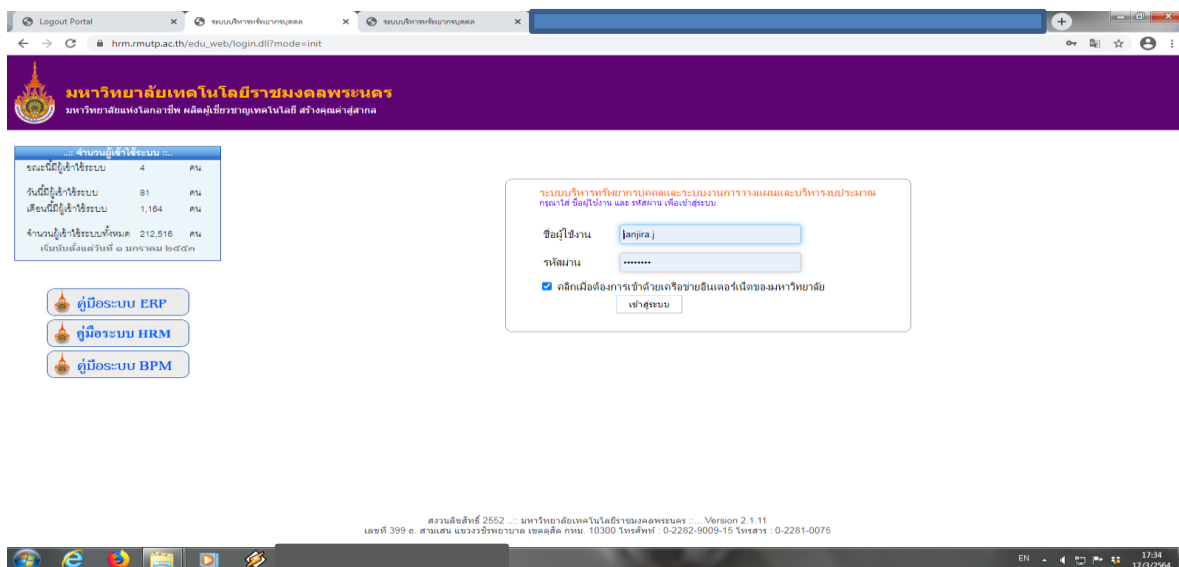 Logout Portal
ระบบบริหารทรัพยากรบุคคล
ระบบบริหารทรัพยากรบุคคล
hrm.rmutp.ac.th/edu_web/login.dll?mode=init
มหาวิทยาลัยเทคโนโลยีราชมงคลพระนคร
มหาวิทยาลัยแห่งโลกอาชีพ ผลิตผู้เชี่ยวชาญเทคโนโลยี สร้างคุณค่าสู่สากล
..:: จำนวนผู้เข้าใช้ระบบ ::..
ขณะนี้มีผู้เข้าใช้ระบบ 4 คน
วันนี้มีผู้เข้าใช้ระบบ 81 คน
เดือนนี้มีผู้เข้าใช้ระบบ 1,164 คน
จำนวนผู้เข้าใช้ระบบทั้งหมด 212,516 คน
เริ่มนับตั้งแต่วันที่ ๑ มกราคม ๒๕๕๓
คู่มือระบบ ERP
คู่มือระบบ HRM
คู่มือระบบ BPM
ระบบบริหารทรัพยากรบุคคลและระบบงานการวางแผนและบริหารงบประมาณ
กรุณาใส่ ชื่อผู้ใช้งาน และ รหัสผ่าน เพื่อเข้าสู่ระบบ
ชื่อผู้ใช้งาน janjira.j
รหัสผ่าน ••••••••
คลิกเมื่อต้องการเข้าด้วยเครือข่ายอินเตอร์เน็ตของมหาวิทยาลัย
เข้าสู่ระบบ
สงวนลิขสิทธิ์ 2552 ...:: มหาวิทยาลัยเทคโนโลยีราชมงคลพระนคร ::... Version 2.1.11
เลขที่ 399 ถ. สามเสน แขวงวชิรพยาบาล เขตดุสิต กทม. 10300 โทรศัพท์ : 0-2282-9009-15 โทรสาร : 0-2281-0075
EN
17:34
17/3/2564